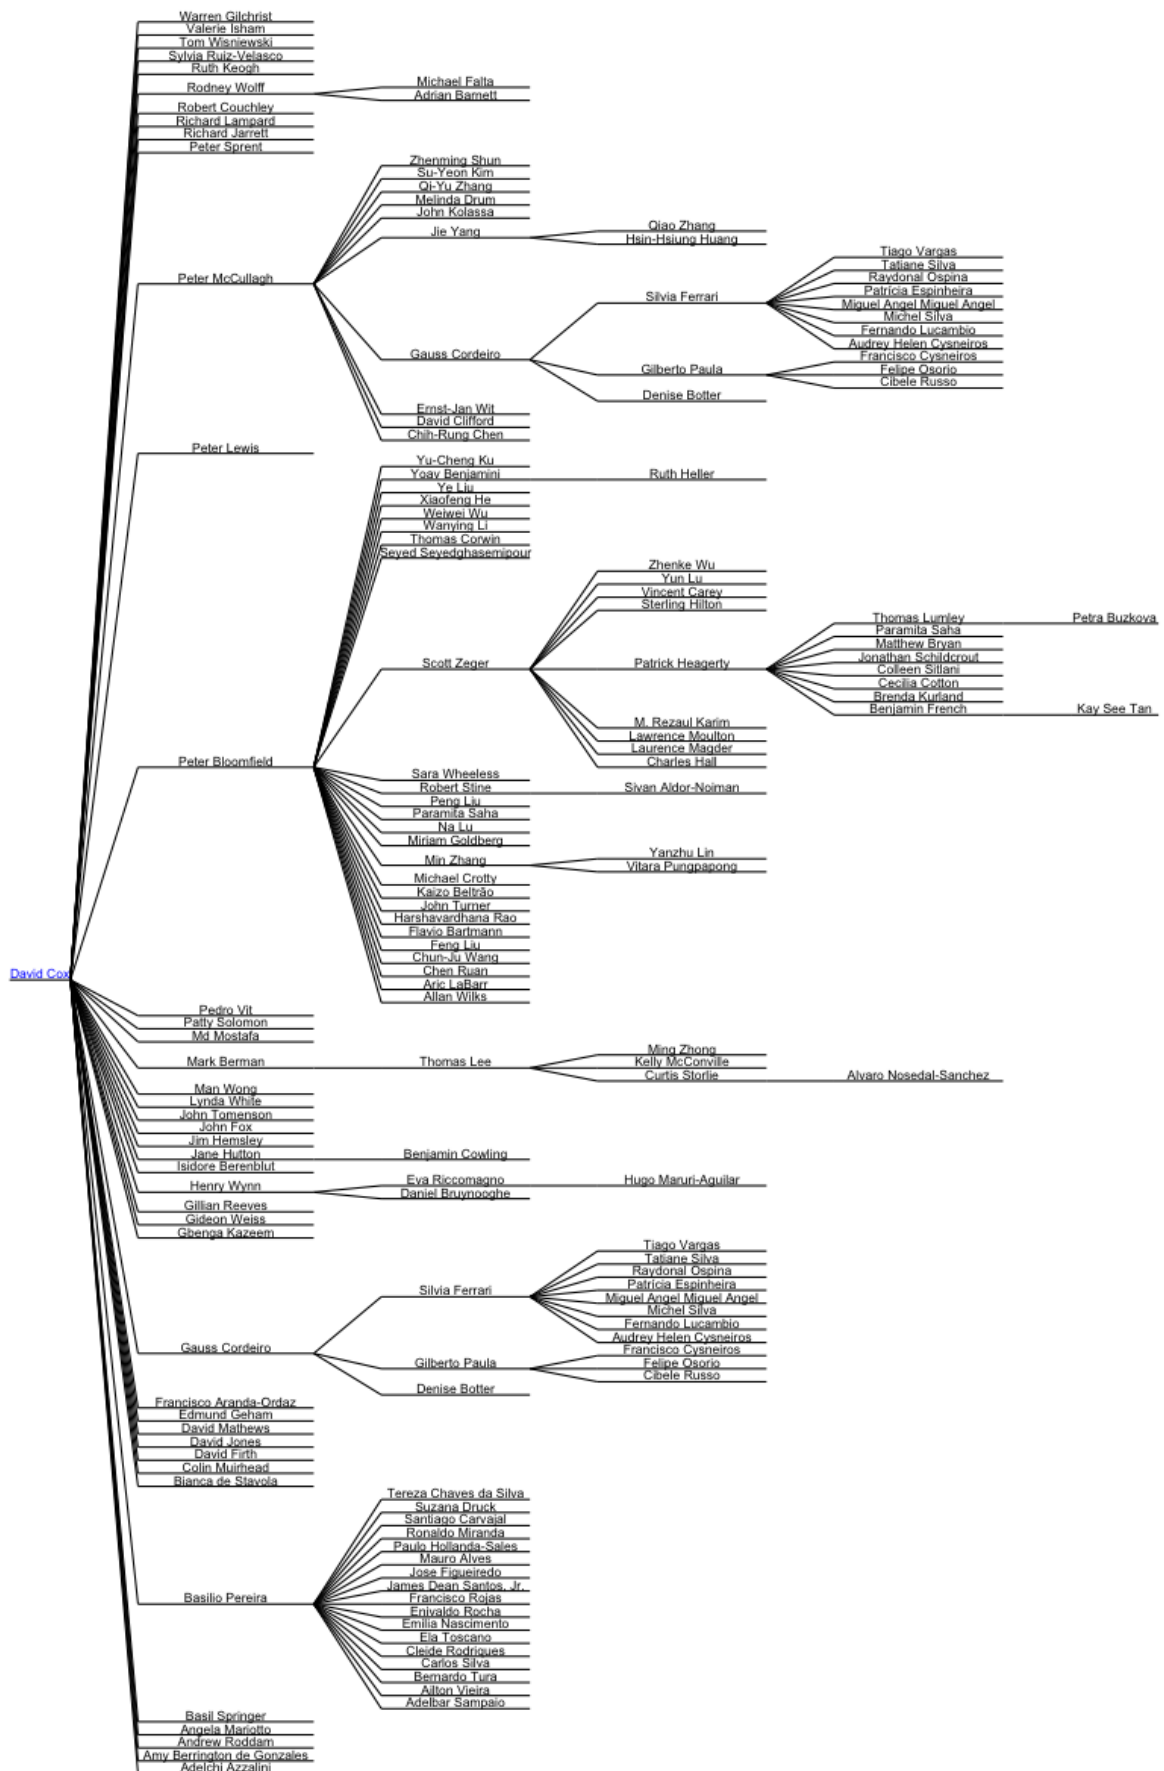 Warren Gilchrist
Valerie Isham
Tom Wisniewski
Sylvia Ruiz-Velasco
Ruth Keogh
Rodney Wolff
Michael Falta
Adrian Barnett
Robert Couchley
Richard Lampard
Richard Jarrett
Peter Sprent
Peter McCullagh
Zhenming Shun
Su-Yeon Kim
Qi-Yu Zhang
Melinda Drum
John Kolassa
Jie Yang
Qiao Zhang
Hsin-Hsiung Huang
Gauss Cordeiro
Silvia Ferrari
Tiago Vargas
Tatiane Silva
Raydonal Ospina
Patrícia Espinheira
Miguel Angel Miguel Angel
Michel Silva
Fernando Lucambio
Audrey Helen Cysneiros
Gilberto Paula
Francisco Cysneiros
Felipe Osorio
Cibele Russo
Denise Botter
Ernst-Jan Wit
David Clifford
Chih-Rung Chen
Peter Lewis
Peter Bloomfield
Yu-Cheng Ku
Yoav Benjamini
Ruth Heller
Ye Liu
Xiaofeng He
Weiwei Wu
Wanying Li
Thomas Corwin
Seyed Seyedghasemipour
Scott Zeger
Zhenke Wu
Yun Lu
Vincent Carey
Sterling Hilton
Patrick Heagerty
Thomas Lumley
Petra Buzkova
Paramita Saha
Matthew Bryan
Jonathan Schildcrout
Colleen Sitlani
Cecilia Cotton
Brenda Kurland
Benjamin French
Kay See Tan
M. Rezaul Karim
Lawrence Moulton
Laurence Magder
Charles Hall
Sara Wheeless
Robert Stine
Sivan Aldor-Noiman
Peng Liu
Paramita Saha
Na Lu
Miriam Goldberg
Min Zhang
Yanzhu Lin
Vitara Pungpapong
Michael Crotty
Kaizo Beltrão
John Turner
Harshavardhana Rao
Flavio Bartmann
Feng Liu
Chun-Ju Wang
Chen Ruan
Aric LaBarr
Allan Wilks
David Cox
Pedro Vit
Patty Solomon
Md Mostafa
Mark Berman
Thomas Lee
Ming Zhong
Kelly McConville
Curtis Storlie
Alvaro Nosedal-Sanchez
Man Wong
Lynda White
John Tomenson
John Fox
Jim Hemsley
Jane Hutton
Benjamin Cowling
Isidore Berenblut
Henry Wynn
Eva Riccomagno
Hugo Maruri-Aguilar
Daniel Bruynooghe
Gillian Reeves
Gideon Weiss
Gbenga Kazeem
Gauss Cordeiro
Silvia Ferrari
Tiago Vargas
Tatiane Silva
Raydonal Ospina
Patrícia Espinheira
Miguel Angel Miguel Angel
Michel Silva
Fernando Lucambio
Audrey Helen Cysneiros
Gilberto Paula
Francisco Cysneiros
Felipe Osorio
Cibele Russo
Denise Botter
Francisco Aranda-Ordaz
Edmund Geham
David Mathews
David Jones
David Firth
Colin Muirhead
Bianca de Stavola
Basilio Pereira
Tereza Chaves da Silva
Suzana Druck
Santiago Carvajal
Ronaldo Miranda
Paulo Hollanda-Sales
Mauro Alves
Jose Figueiredo
James Dean Santos, Jr.
Francisco Rojas
Enivaldo Rocha
Emilia Nascimento
Ela Toscano
Cleide Rodrigues
Carlos Silva
Bernardo Tura
Ailton Vieira
Adelbar Sampaio
Basil Springer
Angela Mariotto
Andrew Roddam
Amy Berrington de Gonzales
Adelchi Azzalini